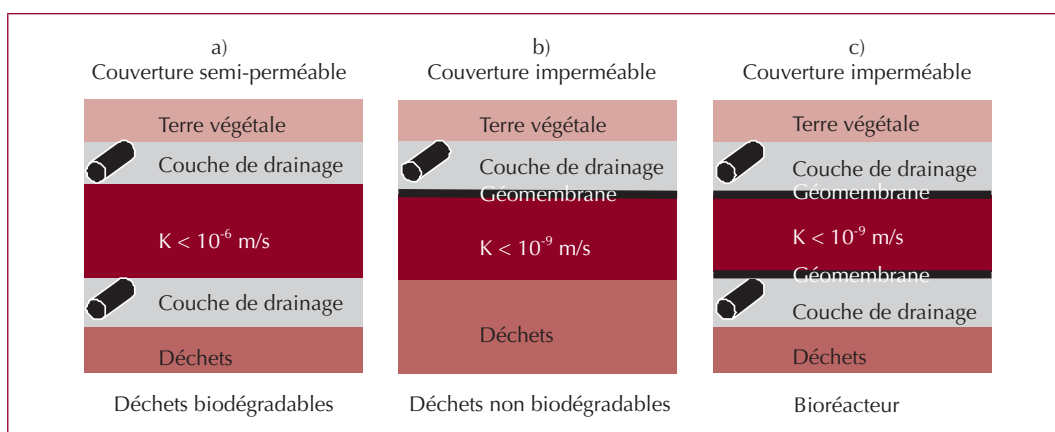 a)
Couverture semi-perméable
Terre végétale
Couche de drainage
K < 10⁻⁶ m/s
Couche de drainage
Déchets
Déchets biodégradables
b)
Couverture imperméable
Terre végétale
Couche de drainage
Géomembrane
K < 10⁻⁹ m/s
Déchets
Déchets non biodégradables
c)
Couverture imperméable
Terre végétale
Couche de drainage
Géomembrane
K < 10⁻⁹ m/s
Géomembrane
Couche de drainage
Déchets
Bioréacteur